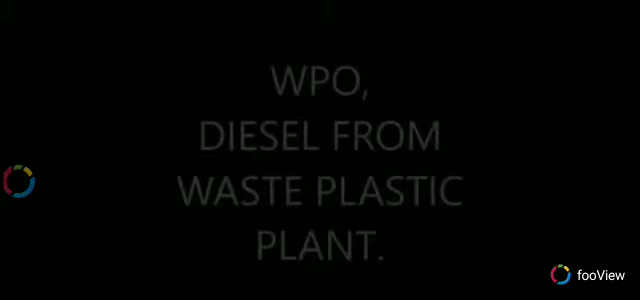 WPO,
DIESEL FROM
WASTE PLASTIC
PLANT.
fooView